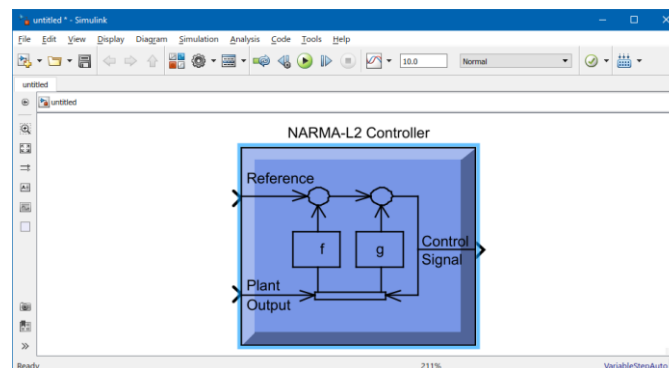 untitled * - Simulink
File Edit View Display Diagram Simulation Analysis Code Tools Help
10.0 Normal
untitled
untitled
NARMA-L2 Controller
Reference
f g Control
Signal
Plant
Output
Ready 211% VariableStepAuto